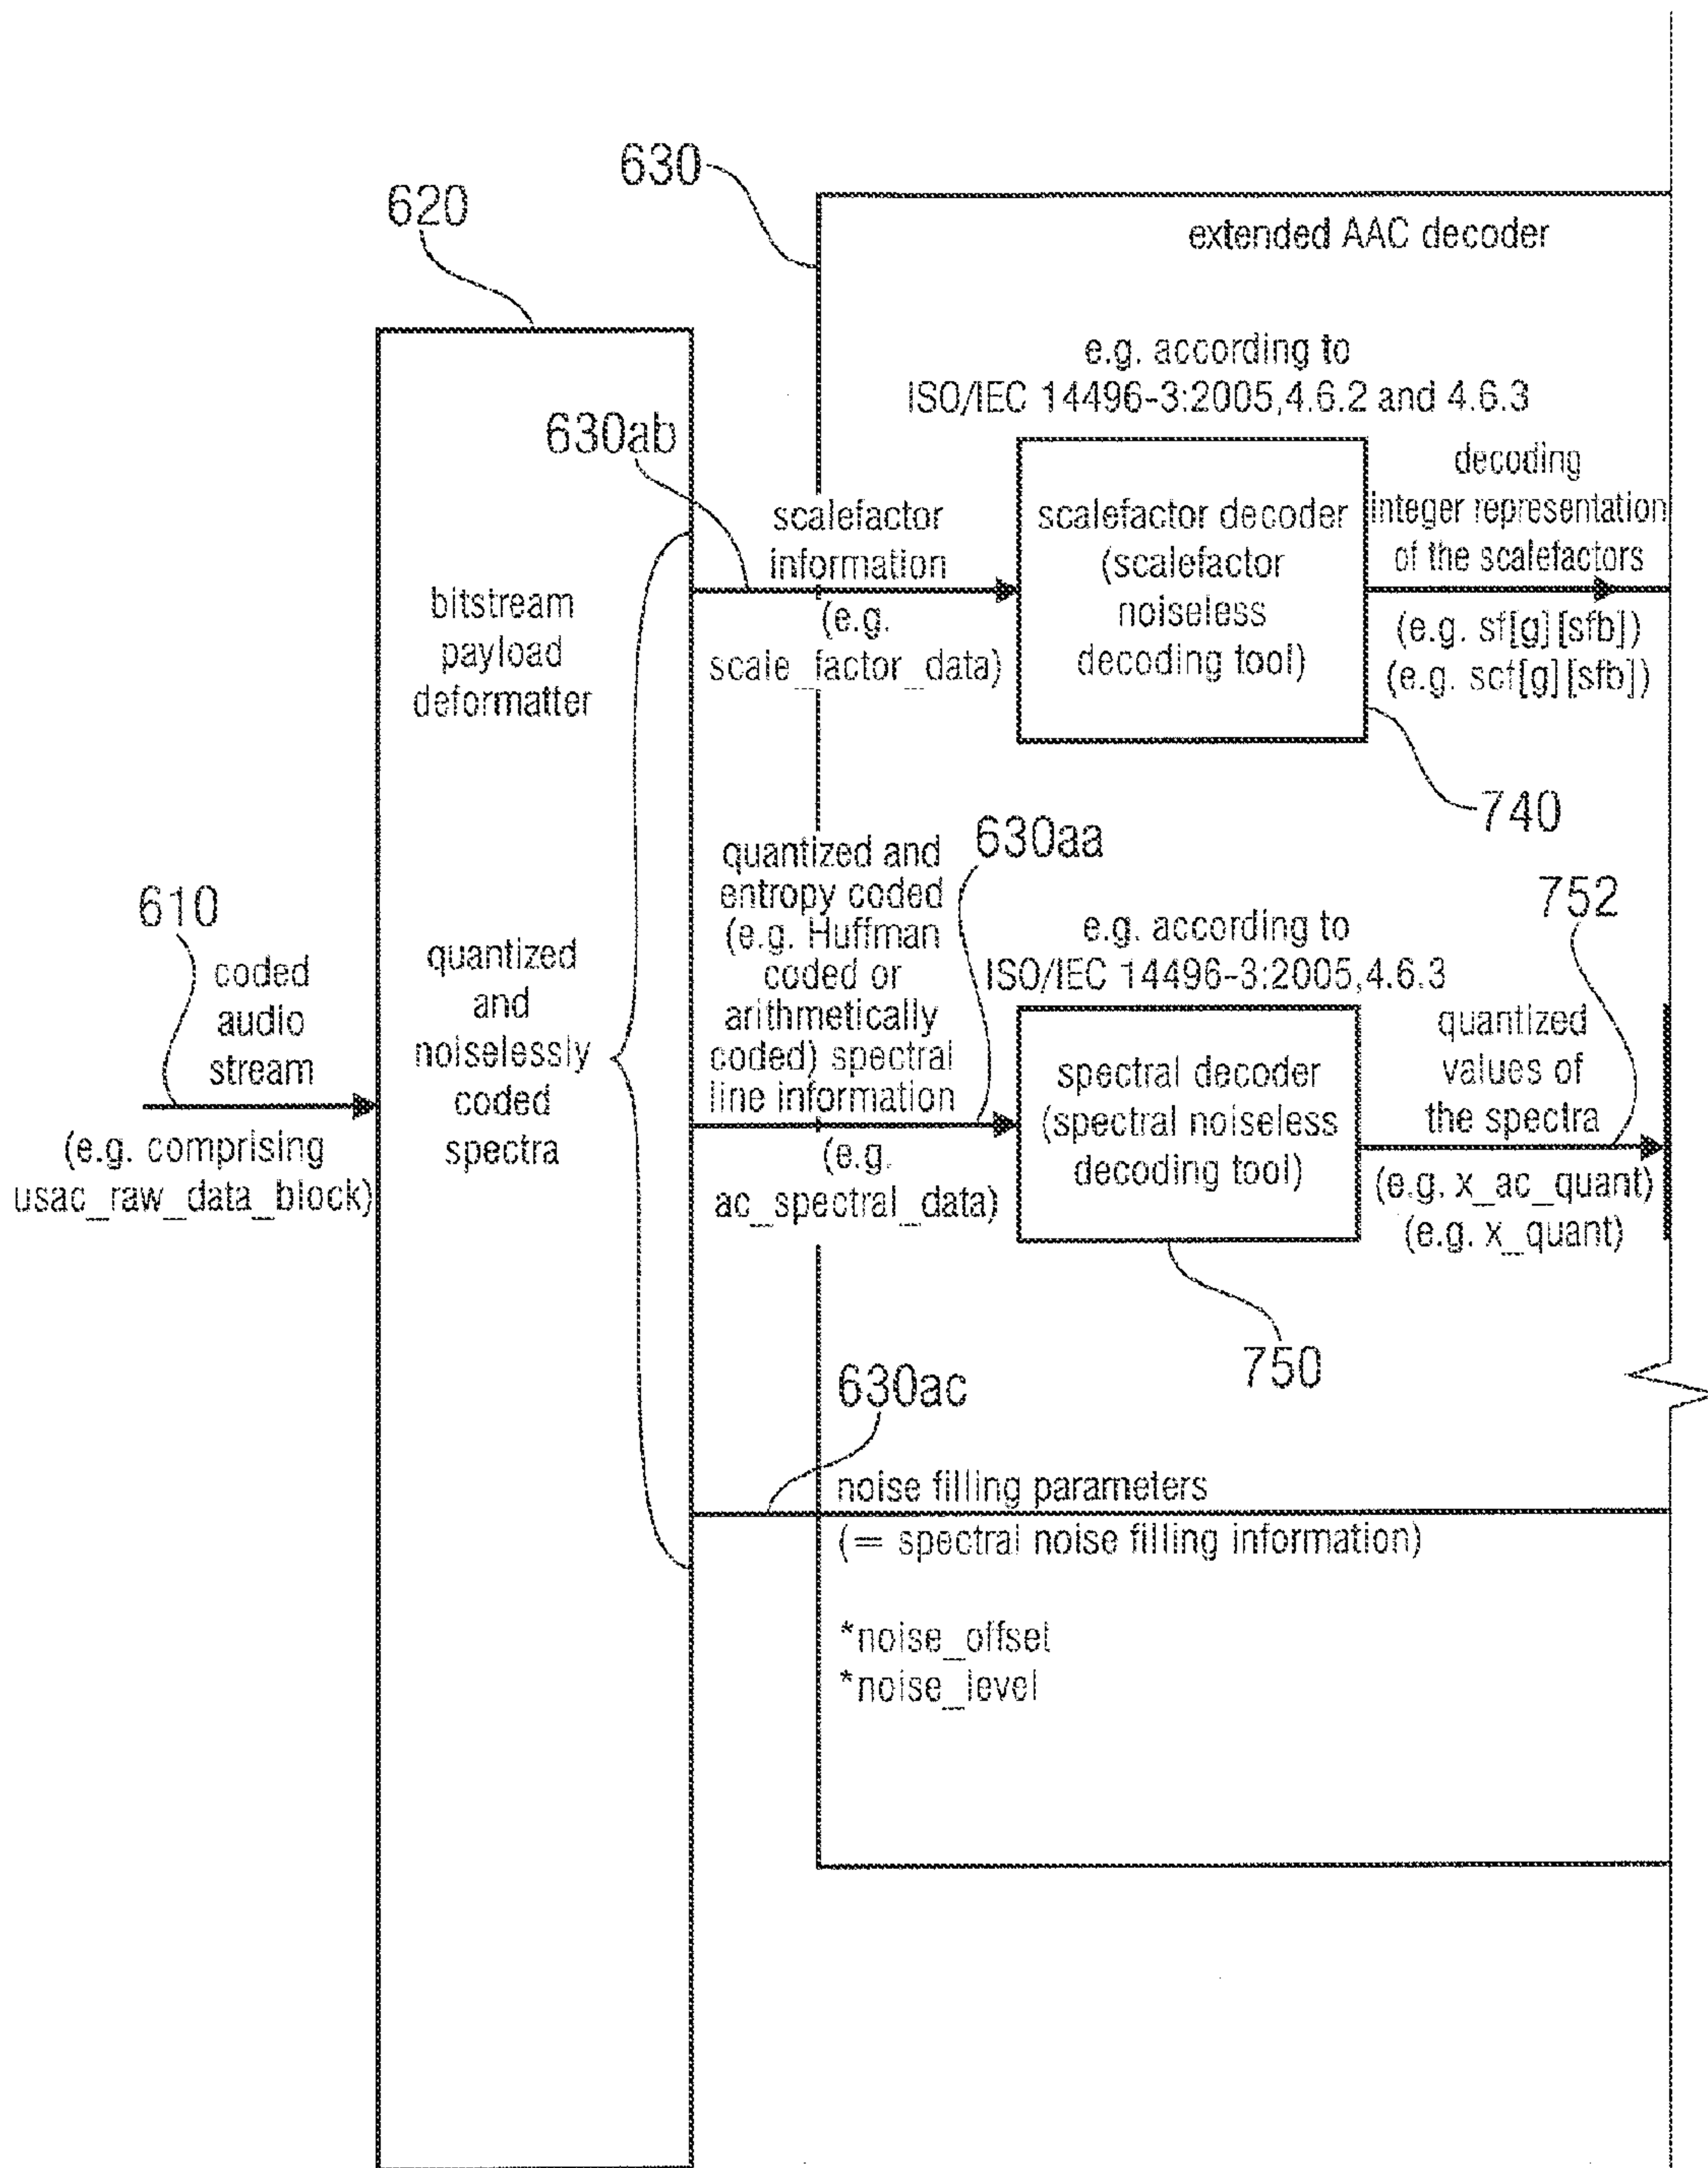 630
620
extended AAC decoder
e.g. according to
ISO/IEC 14496-3:2005,4.6.2 and 4.6.3
630ab
scalefactor
information
(e.g.
scale_factor_data)
scalefactor decoder
(scalefactor
noiseless
decoding tool)
decoding
integer representation
of the scalefactors
(e.g. sf[g][sfb])
(e.g. scf[g][sfb])
740
bitstream
payload
deformatter
610
coded
audio
stream
(e.g. comprising
usac_raw_data_block)
quantized
and
noiselessly
coded
spectra
quantized and
entropy coded
(e.g. Huffman
coded or
arithmetically
coded) spectral
line information
(e.g.
ac_spectral_data)
630aa
e.g. according to
ISO/IEC 14496-3:2005,4.6.3
spectral decoder
(spectral noiseless
decoding tool)
752
quantized
values of
the spectra
(e.g. x_ac_quant)
(e.g. x_quant)
750
630ac
noise filling parameters
(= spectral noise filling information)
*noise_offset
*noise_level